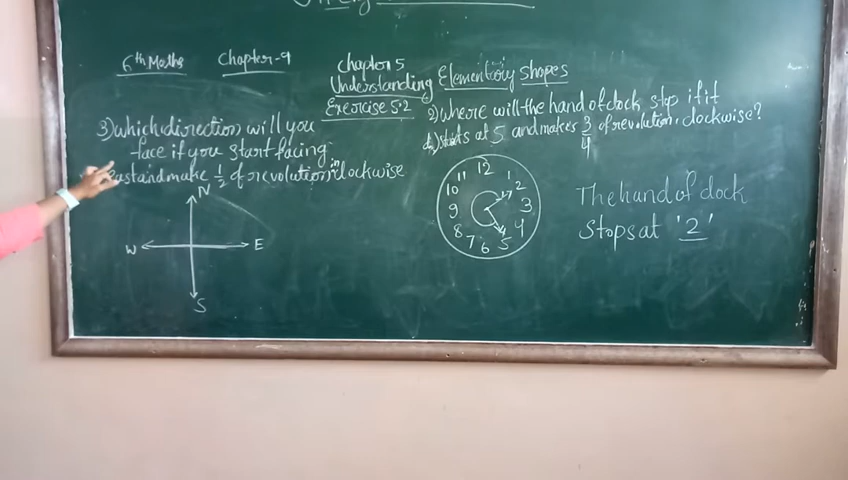 6th Maths Chapter-9
Chapter 5
Understanding Elementary Shapes
Exercise 5.2
3) which direction will you
face if you start facing
east and make 1/2 of revolution in clockwise
N
W E
S
2) where will the hand of clock stop if it
starts at 5 and makes 3/4 of revolution, clockwise?
12
11 1
10 2
9 3
8 4
7 6 5
The hand of clock
stops at '2'